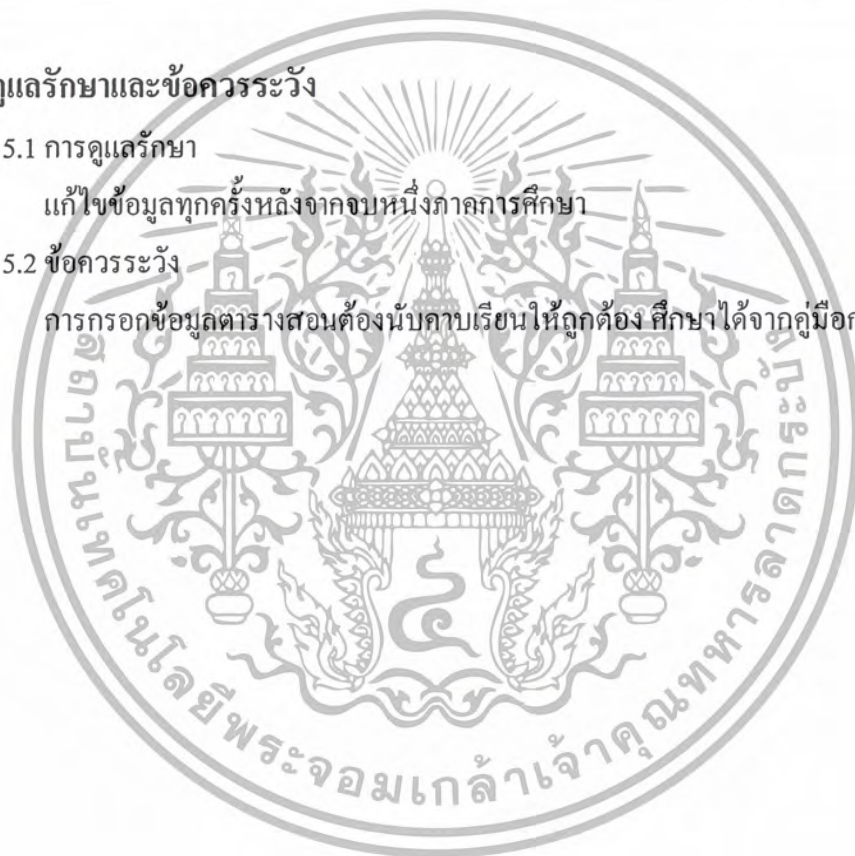 ดูแลรักษาและข้อควรระวัง
5.1 การดูแลรักษา
แก้ไขข้อมูลทุกครั้งหลังจากจบหนึ่งภาคการศึกษา
5.2 ข้อควรระวัง
การกรอกข้อมูลตารางสอนต้องนับคาบเรียนให้ถูกต้อง ศึกษาได้จากคู่มือก
สถาบันเทคโนโลยีพระจอมเกล้าเจ้าคุณทหารลาดกระบัง
๔